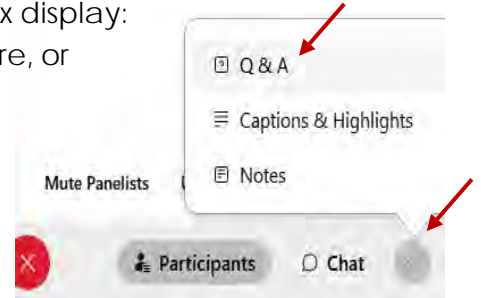 x display:
re, or
Q & A
Captions & Highlights
Notes
Mute Panelists
Participants
Chat